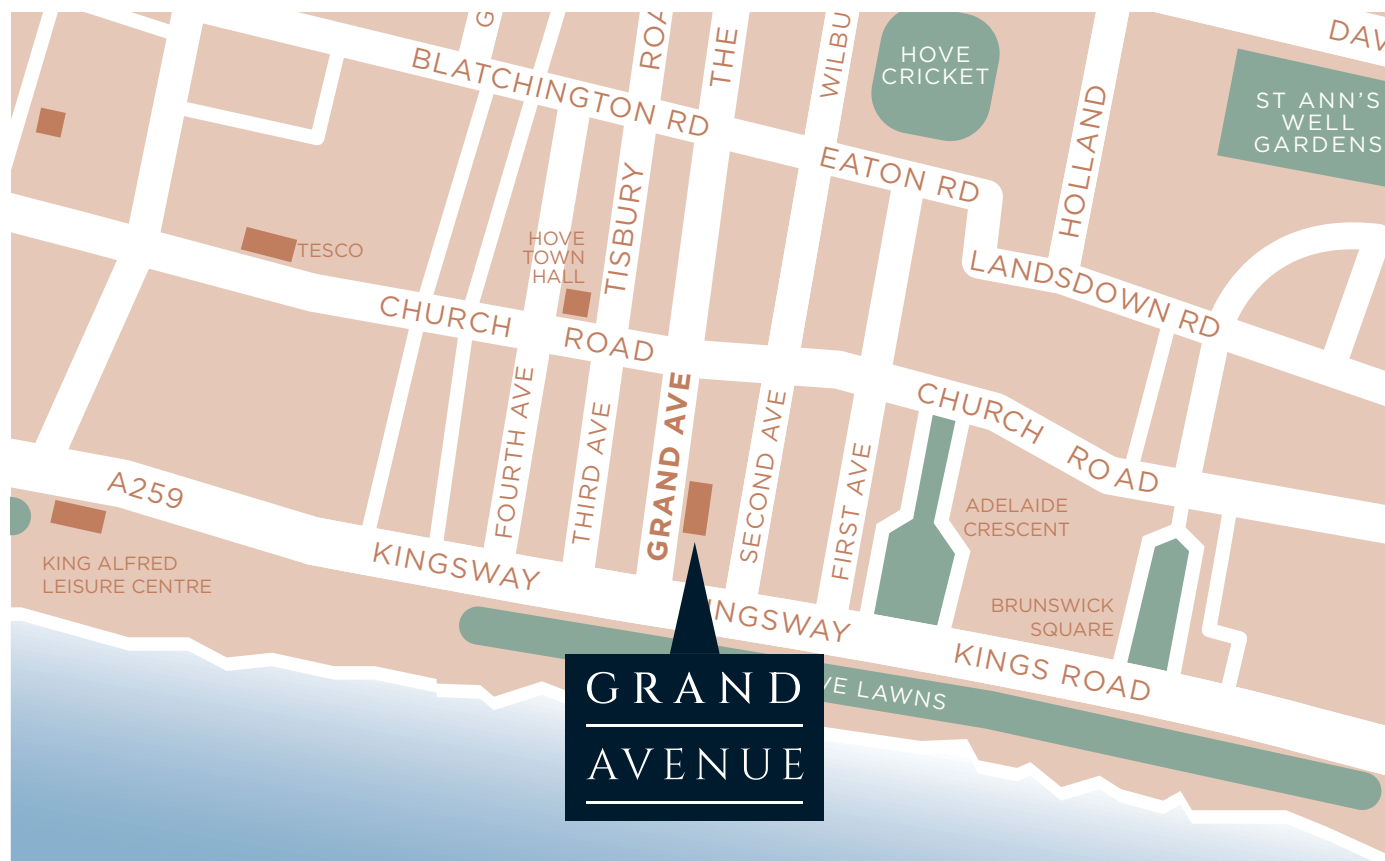 G
ROA
THE
WILBU
HOVE
CRICKET
DAV
ST ANN'S
WELL
GARDENS
BLATCHINGTON RD
EATON RD
HOLLAND
TISBURY
TESCO
HOVE
TOWN
HALL
LANDSDOWN RD
CHURCH ROAD
CHURCH ROAD
FOURTH AVE
THIRD AVE
GRAND AVE
SECOND AVE
FIRST AVE
A259
ADELAIDE
CRESCENT
KING ALFRED
LEISURE CENTRE
KINGSWAY
INGSWAY
BRUNSWICK
SQUARE
KINGS ROAD
VE LAWNS
GRAND
AVENUE